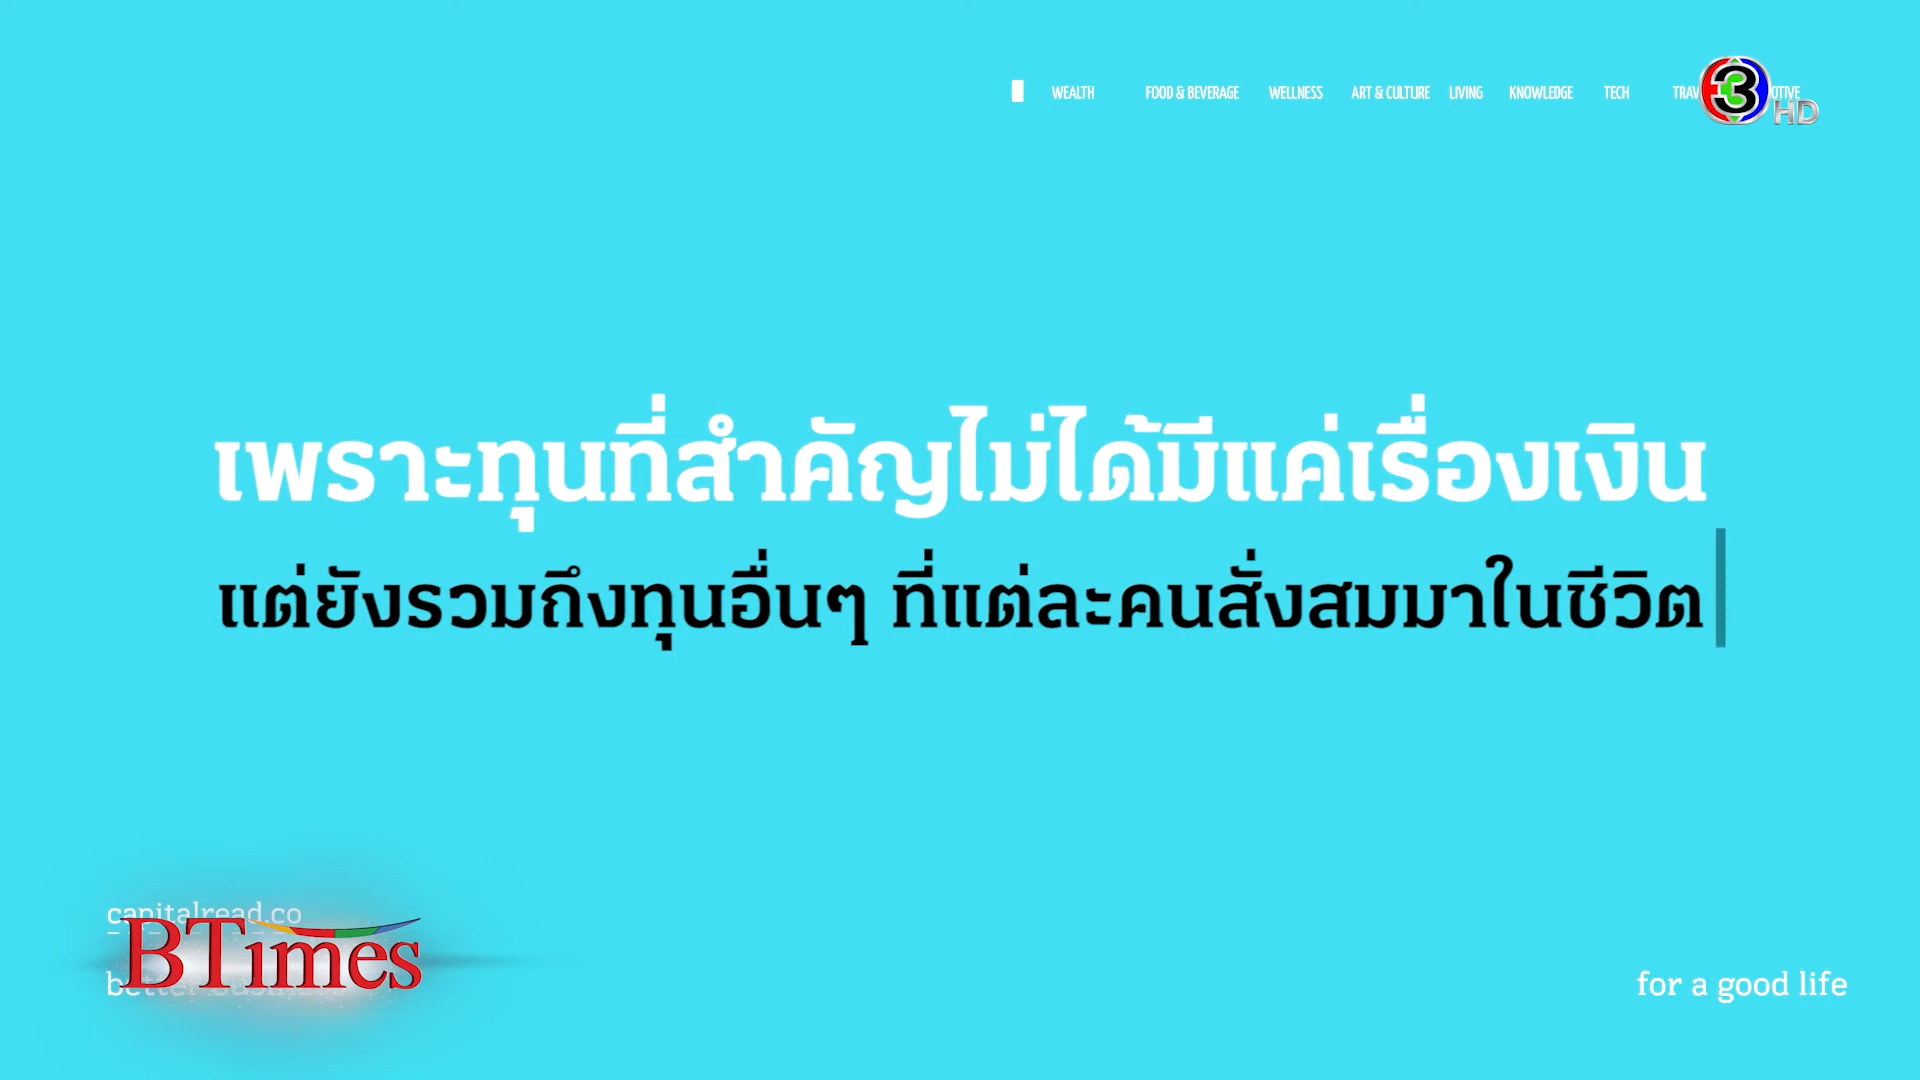 WEALTH FOOD & BEVERAGE WELLNESS ART & CULTURE LIVING KNOWLEDGE TECH
3 HD
เพราะทุนที่สำคัญไม่ได้มีแค่เรื่องเงิน
แต่ยังรวมถึงทุนอื่นๆ ที่แต่ละคนสั่งสมมาในชีวิต
capitalread.co
BTimes
better
for a good life